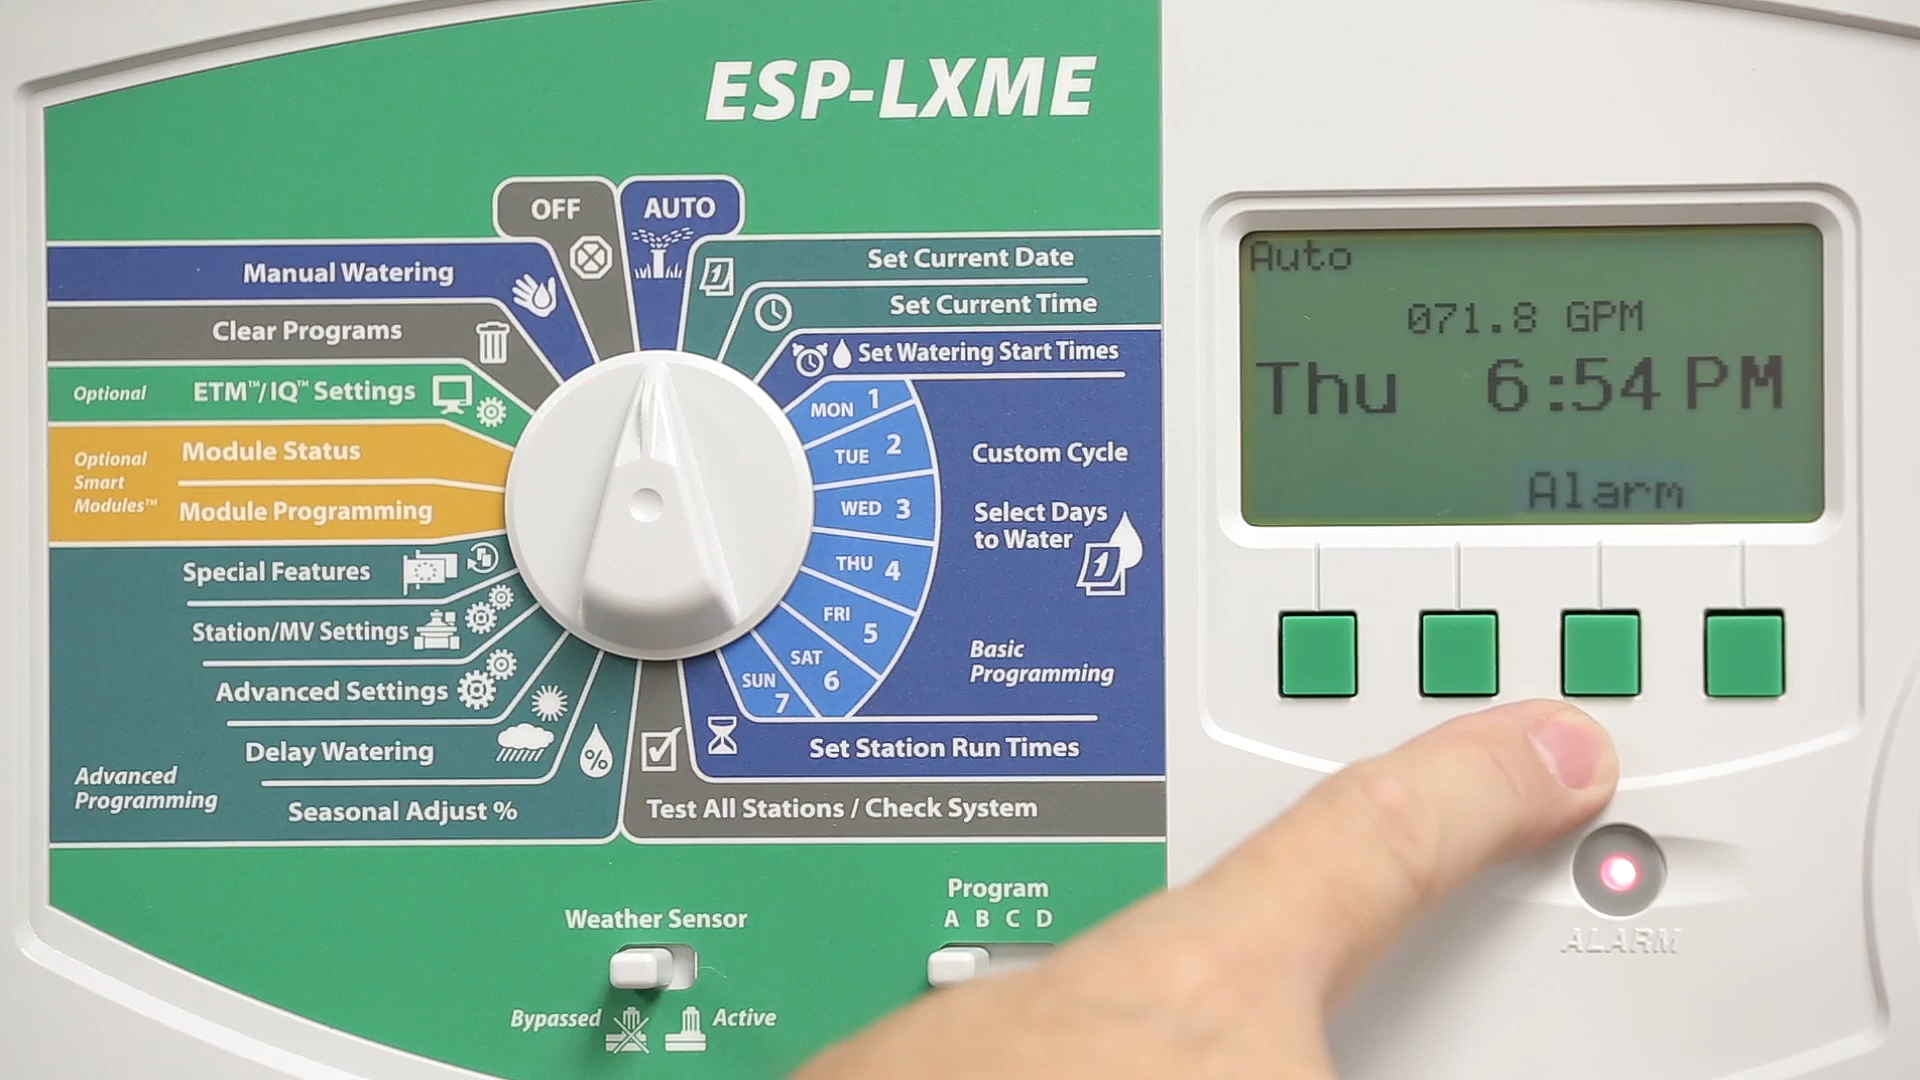 ESP-LXME
OFF
AUTO
Manual Watering
Clear Programs
Optional
ETM™/IQ™ Settings
Optional
Smart
Modules™
Module Status
Module Programming
Special Features
Station/MV Settings
Advanced Settings
Delay Watering
Advanced
Programming
Seasonal Adjust %
%
Set Current Date
1
Set Current Time
Set Watering Start Times
MON 1
TUE 2
WED 3
THU 4
FRI 5
SAT 6
SUN 7
Custom Cycle
Select Days
to Water
1
Basic
Programming
Set Station Run Times
Test All Stations / Check System
Weather Sensor
Bypassed
Active
Program
A B C D
Auto
071.8 GPM
Thu 6:54 PM
Alarm
ALARM